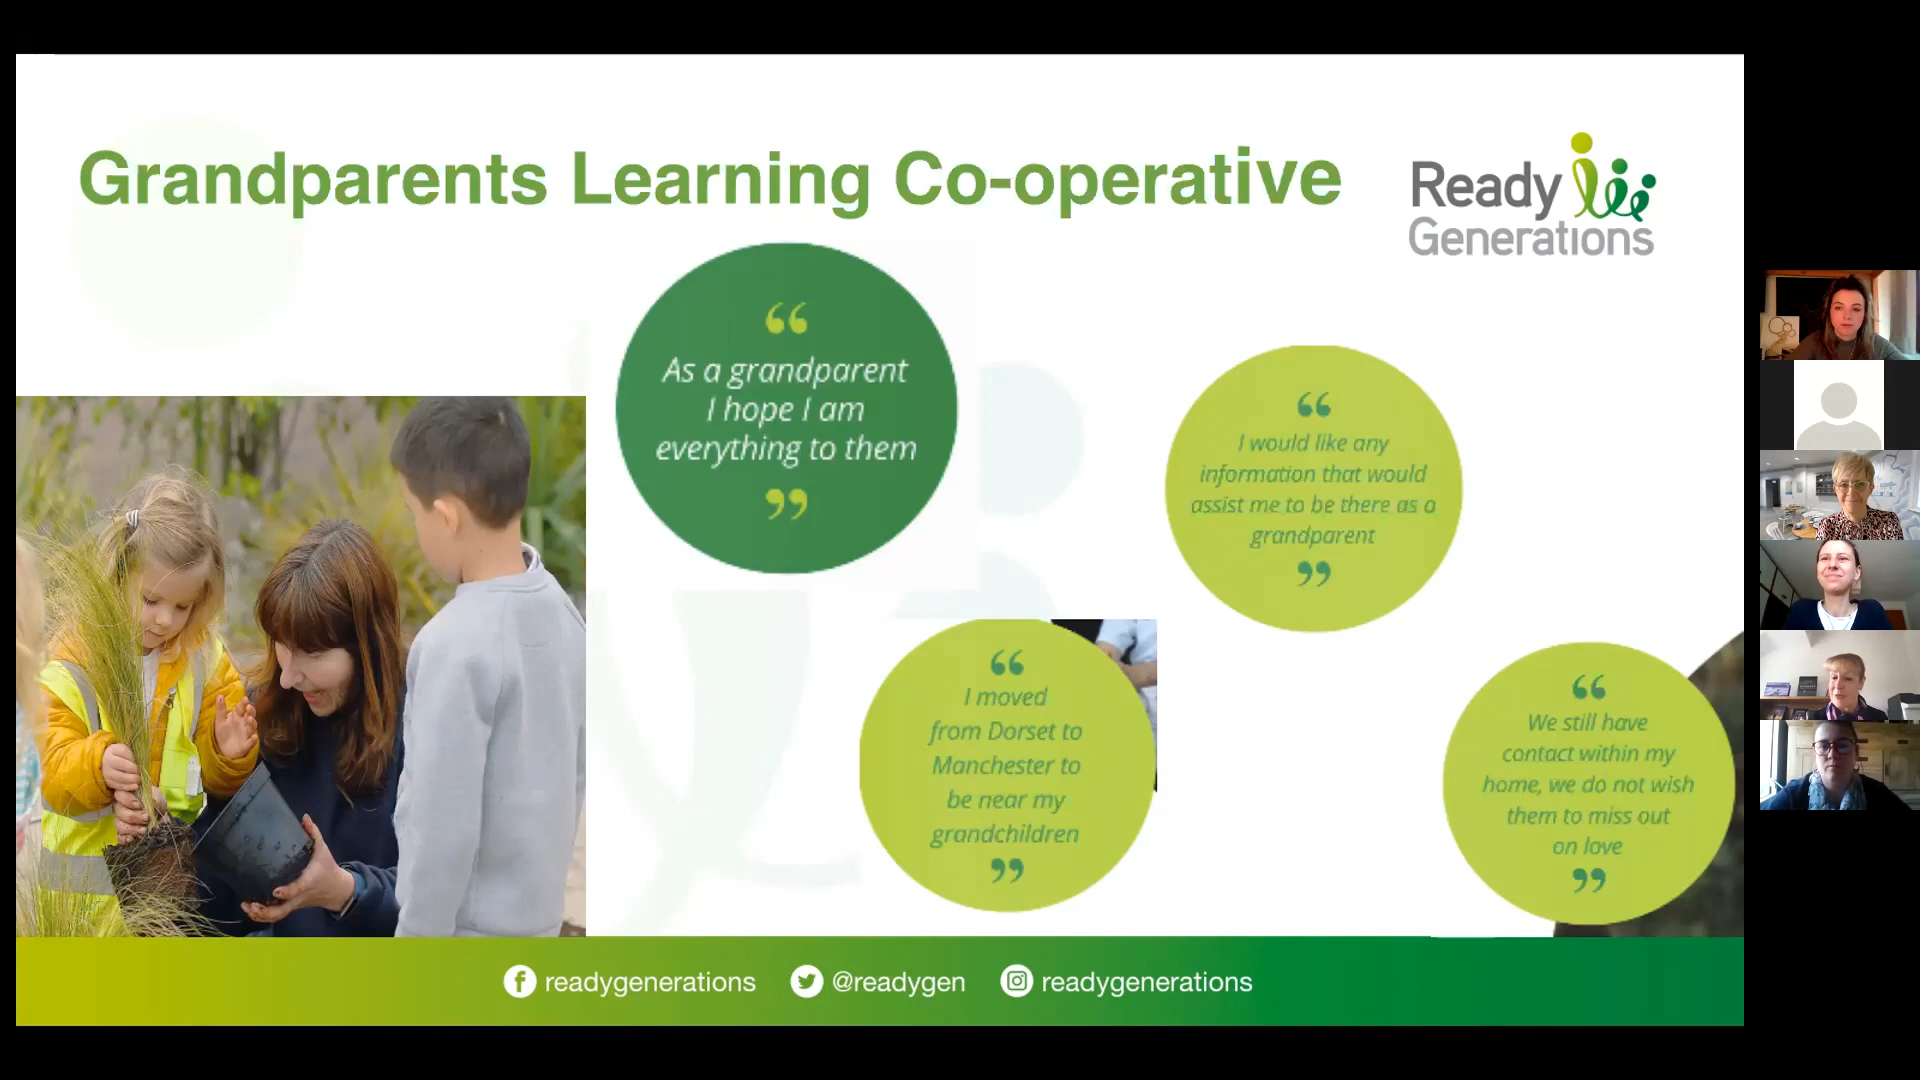 Grandparents Learning Co-operative
Ready
Generations
“
As a grandparent
I hope I am
everything to them
”
“
I would like any
information that would
assist me to be there as a
grandparent
”
“
I moved
from Dorset to
Manchester to
be near my
grandchildren
”
“
We still have
contact within my
home, we do not wish
them to miss out
on love
”
readygenerations
@readygen
readygenerations